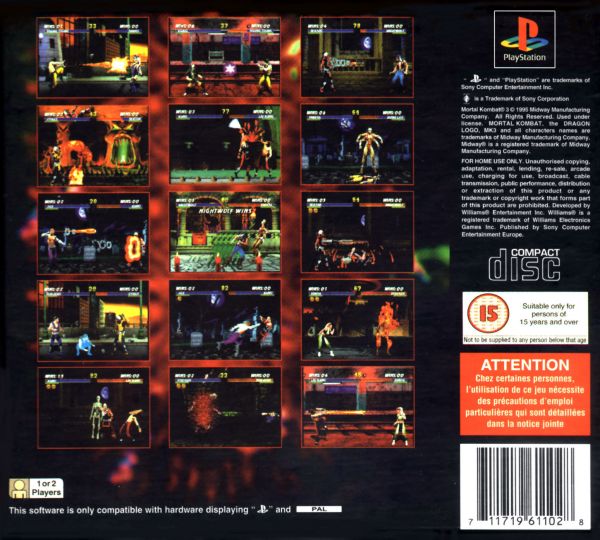 PlayStation
" " and "PlayStation" are trademarks of
Sony Computer Entertainment Inc.
is a Trademark of Sony Corporation
Mortal Kombat® 3 © 1995 Midway Manufacturing
Company. All Rights Reserved. Used under
license. MORTAL KOMBAT, the DRAGON
LOGO, MK3 and all characters names are
trademarks of Midway Manufacturing Company.
Midway® is a registered trademark of Midway
Manufacturing Company.
FOR HOME USE ONLY. Unauthorised copying,
adaptation, rental, lending, re-sale, arcade
use, charging for use, broadcast, cable
transmission, public performance, distribution
or extraction of this product or any
trademark or copyright work that forms part
of this product are prohibited. Developed by
Williams® Entertainment Inc. Williams® is a
registered trademark of Williams Electronics
Games Inc. Published by Sony Computer
Entertainment Europe.
COMPACT
disc
15
Suitable only for
persons of
15 years and over
Not to be supplied to any person below that age
ATTENTION
Chez certaines personnes,
l'utilisation de ce jeu nécessite
des précautions d'emploi
particulières qui sont détaillées
dans la notice jointe
NIGHTWOLF WINS
1 or 2
Players
This software is only compatible with hardware displaying " " and PAL
7 11719 61102 8